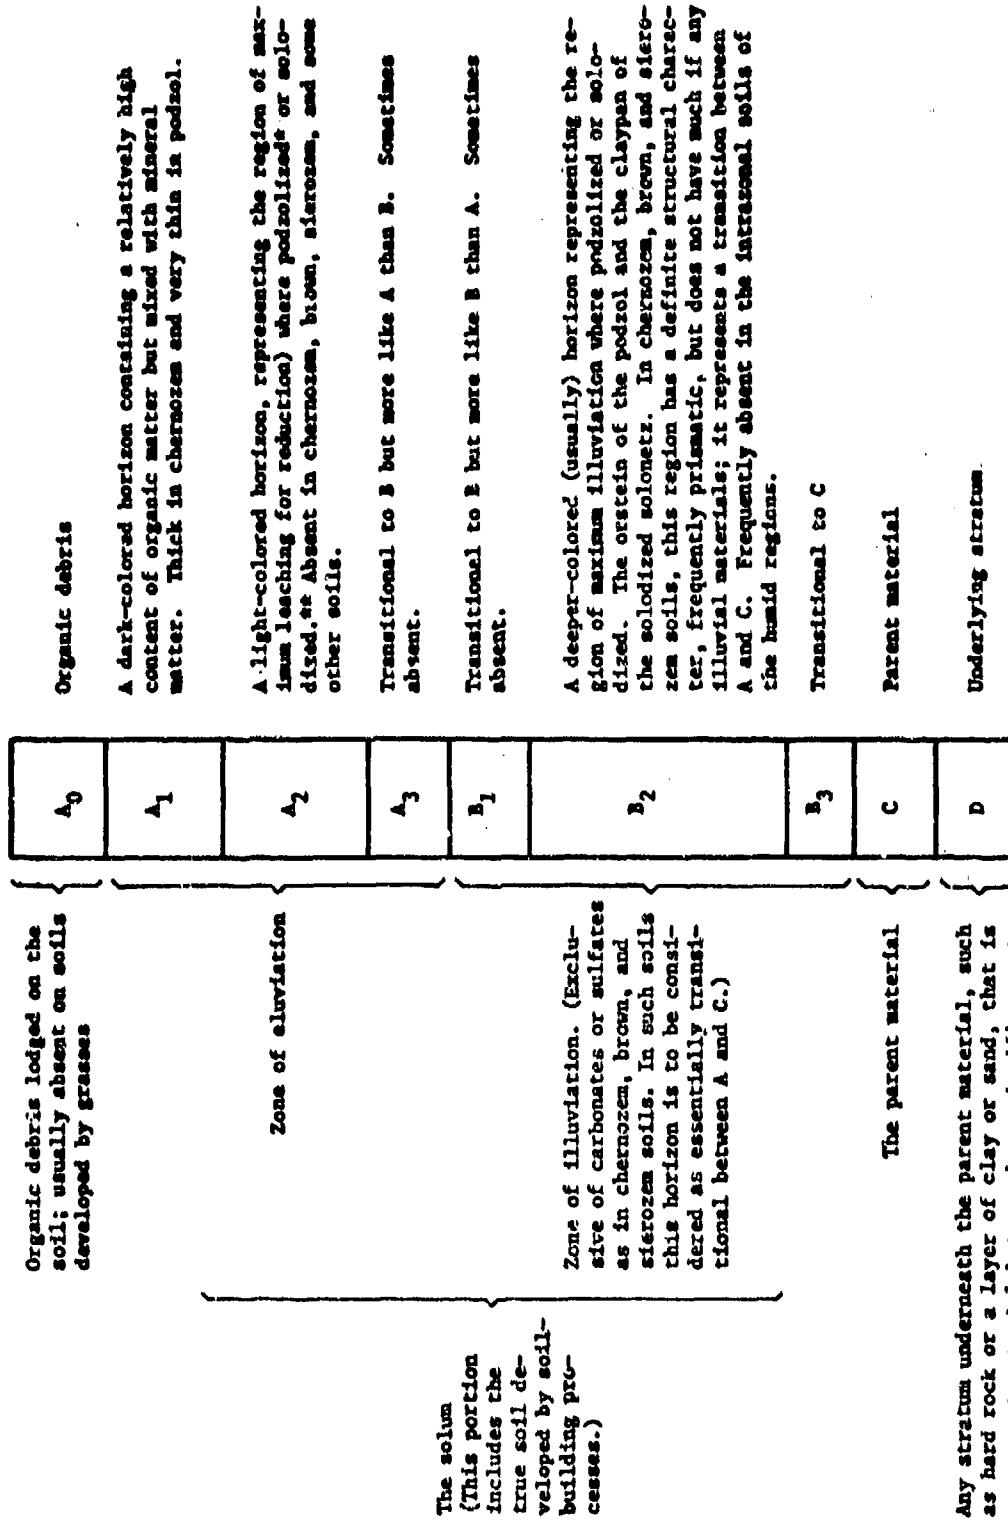 Organic debris lodged on the
soil; usually absent on soils
developed by grasses
Zone of eluviation
The solum
(This portion
includes the
true soil de-
veloped by soil-
building pro-
cesses.)
Zone of illuviation. (Exclu-
sive of carbonates or sulfates
as in chernozem, brown, and
sierozem soils. In such soils
this horizon is to be consi-
dered as essentially transi-
tional between A and C.)
The parent material
Any stratum underneath the parent material, such
as hard rock or a layer of clay or sand, that is
A0
A1
A2
A3
B1
B2
B3
C
D
Organic debris
A dark-colored horizon containing a relatively high
content of organic matter but mixed with mineral
matter. Thick in chernozem and very thin in podzol.
A light-colored horizon, representing the region of max-
imum leaching for reduction) where podzolized* or solo-
dized.** Absent in chernozem, brown, sierozem, and some
other soils.
Transitional to B but more like A than B. Sometimes
absent.
Transitional to B but more like B than A. Sometimes
absent.
A deeper-colored (usually) horizon representing the re-
gion of maximum illuviation where podzolized or solo-
dized. The orstein of the podzol and the claypan of
the solodized solonetz. In chernozem, brown, and siero-
zem soils, this region has a definite structural charac-
ter, frequently prismatic, but does not have much if any
illuvial materials; it represents a transition between
A and C. Frequently absent in the intrazonal soils of
the humid regions.
Transitional to C
Parent material
Underlying stratum